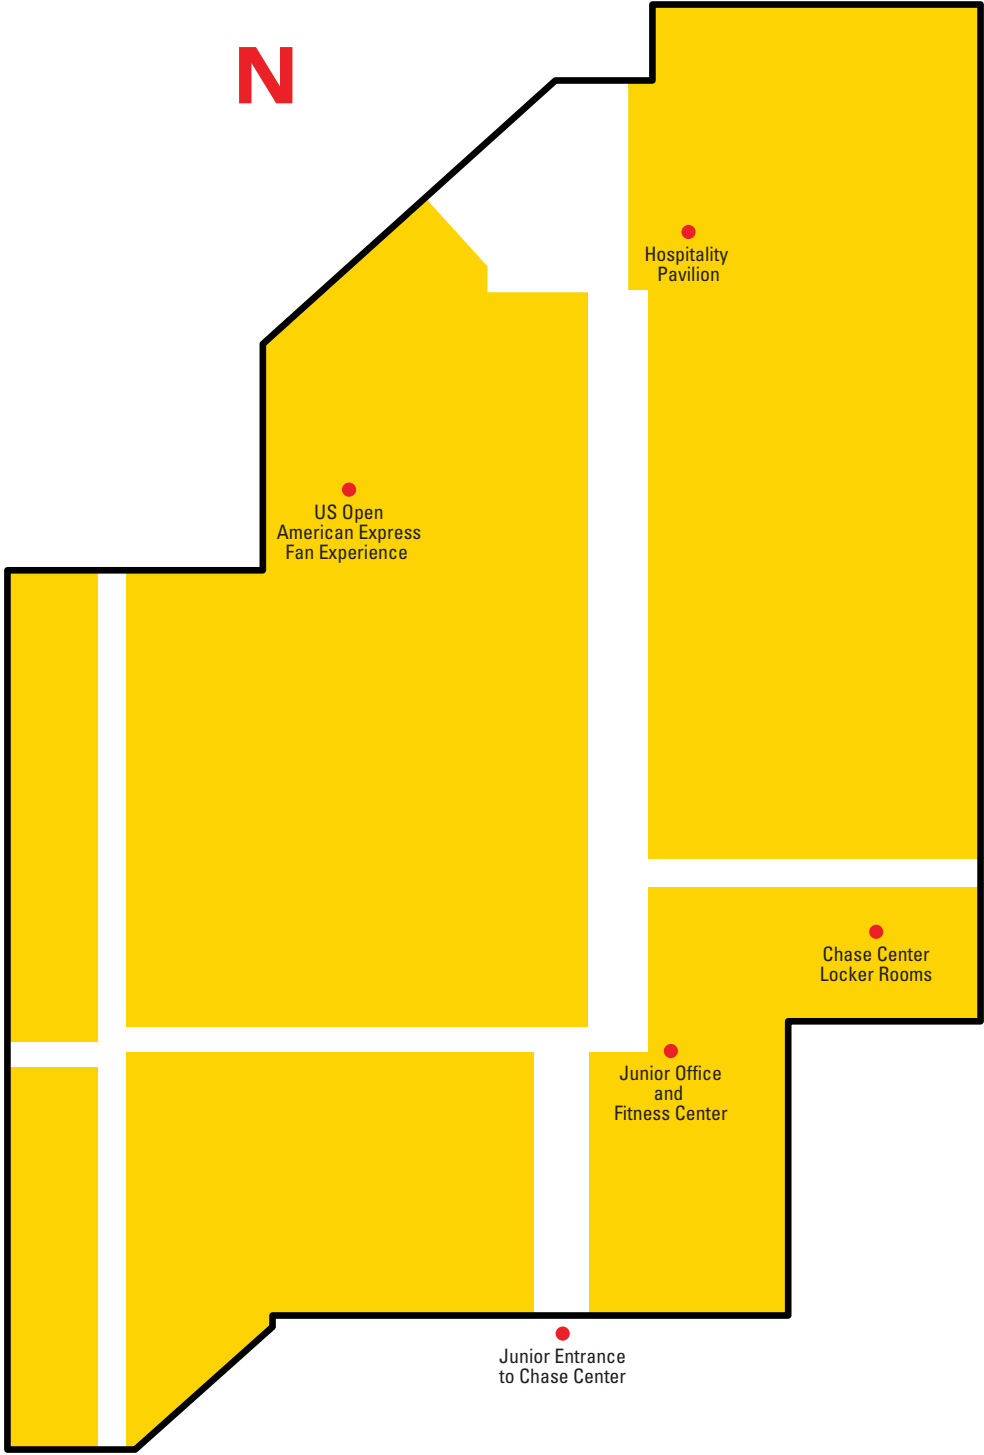 N
Hospitality
Pavilion
US Open
American Express
Fan Experience
Chase Center
Locker Rooms
Junior Office
and
Fitness Center
Junior Entrance
to Chase Center